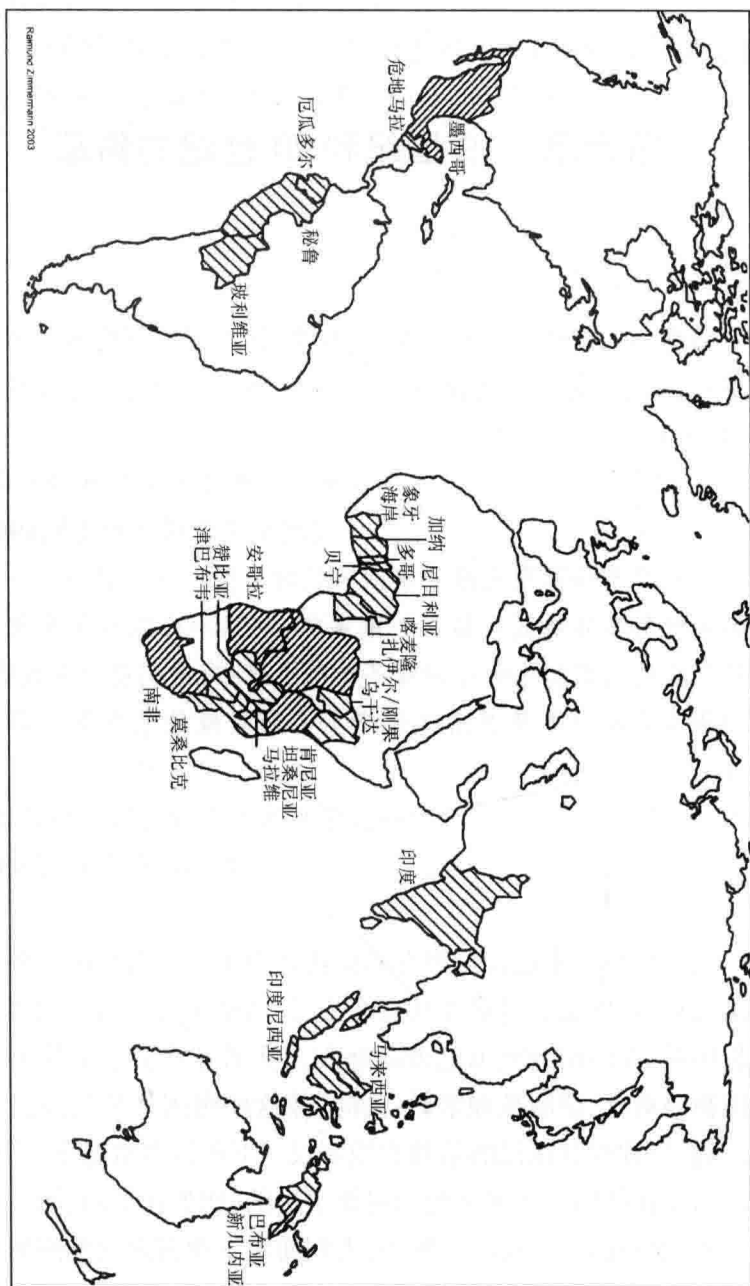 墨西哥
危地马拉
厄瓜多尔
秘鲁
玻利维亚
象牙
海岸
加纳
多哥
贝宁
尼日利亚
喀麦隆
扎伊尔/刚果
乌干达
安哥拉
赞比亚
津巴布韦
肯尼亚
坦桑尼亚
马拉维
莫桑比克
南非
印度
印度尼西亚
马来西亚
巴布亚
新几内亚
Raimund Zimmermann 2003